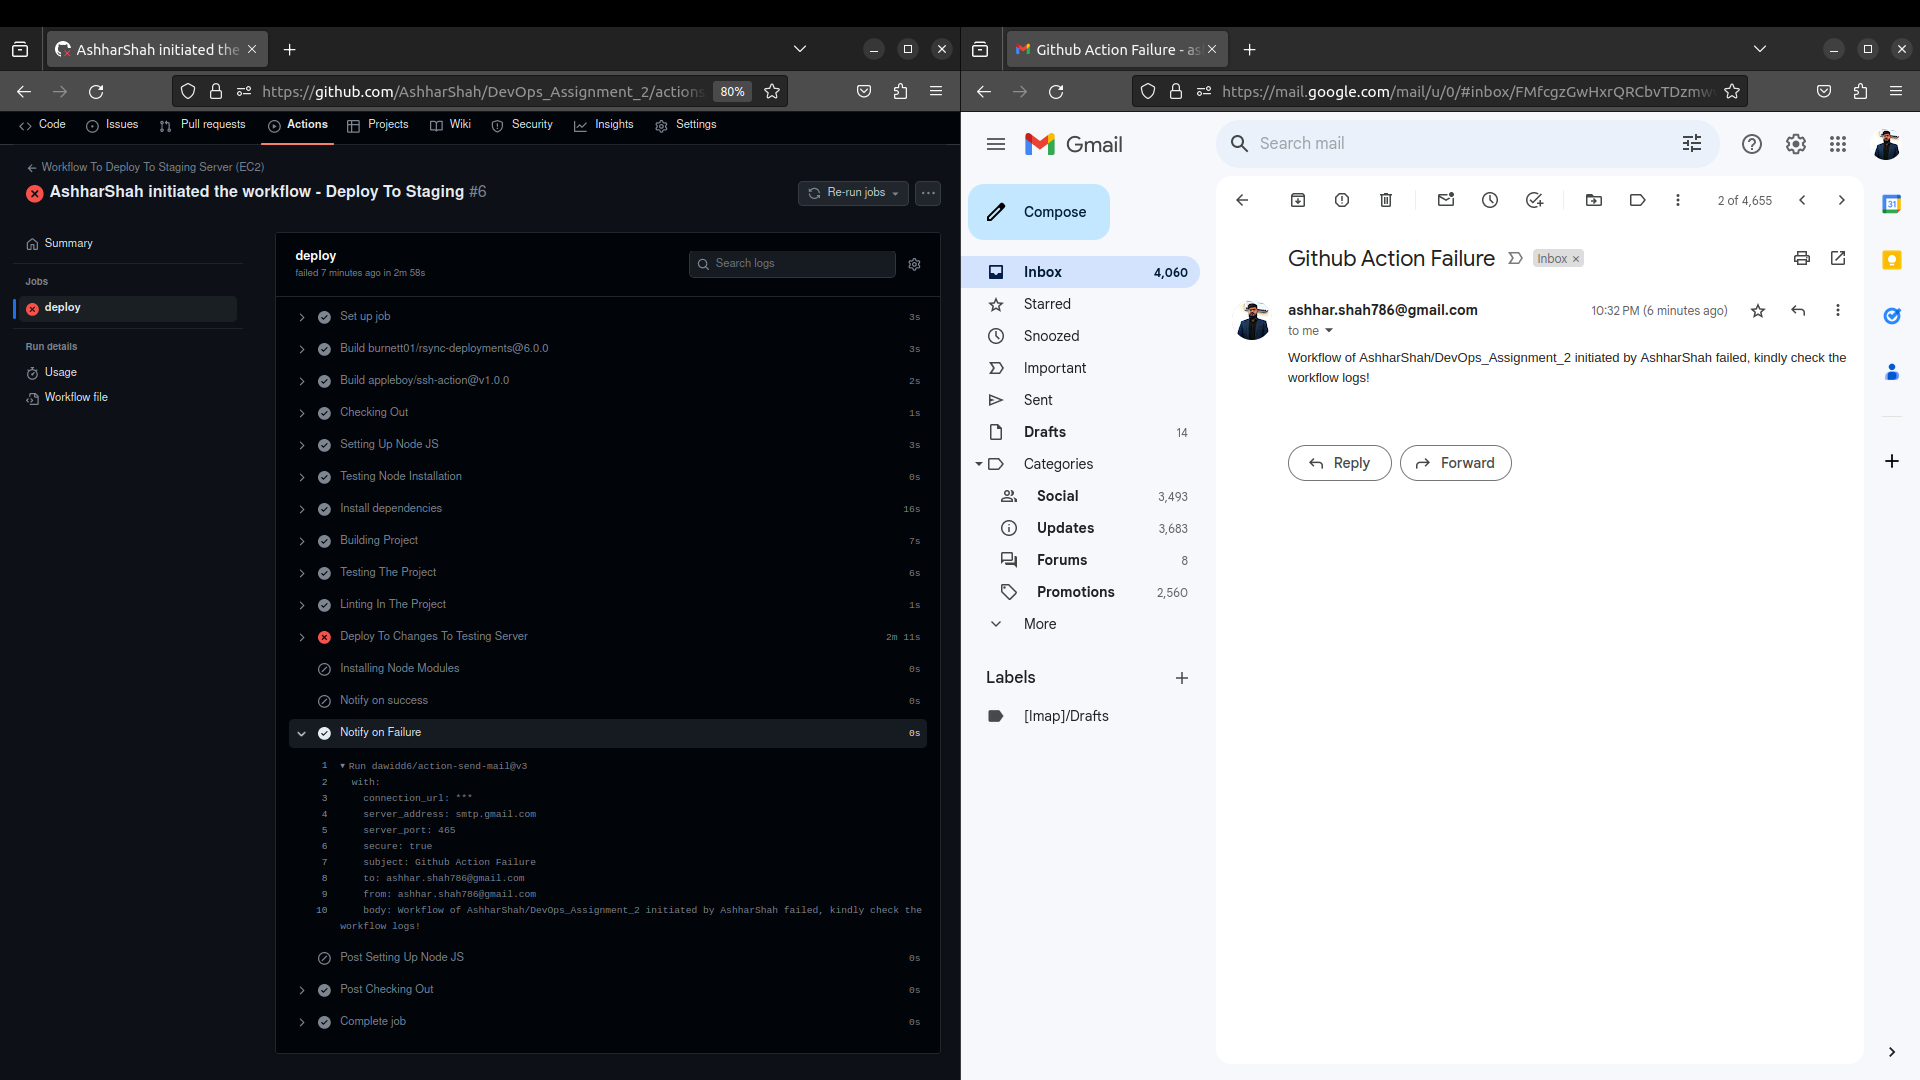 AshharShah initiated the
https://github.com/AshharShah/DevOps_Assignment_2/actions
80%
Code
Issues
Pull requests
Actions
Projects
Wiki
Security
Insights
Settings
Workflow To Deploy To Staging Server (EC2)
AshharShah initiated the workflow - Deploy To Staging #6
Re-run jobs
Summary
Jobs
deploy
Run details
Usage
Workflow file
deploy
failed 7 minutes ago in 2m 58s
Search logs
Set up job 3s
Build burnett01/rsync-deployments@6.0.0 3s
Build appleboy/ssh-action@v1.0.0 2s
Checking Out 1s
Setting Up Node JS 3s
Testing Node Installation 0s
Install dependencies 16s
Building Project 7s
Testing The Project 6s
Linting In The Project 1s
Deploy To Changes To Testing Server 2m 11s
Installing Node Modules 0s
Notify on success 0s
Notify on Failure 0s
1 ▼ Run dawidd6/action-send-mail@v3
2 with:
3 connection_url: ***
4 server_address: smtp.gmail.com
5 server_port: 465
6 secure: true
7 subject: Github Action Failure
8 to: ashhar.shah786@gmail.com
9 from: ashhar.shah786@gmail.com
10 body: Workflow of AshharShah/DevOps_Assignment_2 initiated by AshharShah failed, kindly check the
workflow logs!
Post Setting Up Node JS 0s
Post Checking Out 0s
Complete job 0s
Github Action Failure - as
https://mail.google.com/mail/u/0/#inbox/FMfcgzGwHxrQRCbvTDzmw
Gmail
Search mail
Compose
2 of 4,655
31
Inbox 4,060
Starred
Snoozed
Important
Sent
Drafts 14
Categories
Social 3,493
Updates 3,683
Forums 8
Promotions 2,560
More
Labels
[Imap]/Drafts
Github Action Failure
Inbox ×
ashhar.shah786@gmail.com
10:32 PM (6 minutes ago)
to me
Workflow of AshharShah/DevOps_Assignment_2 initiated by AshharShah failed, kindly check the
workflow logs!
Reply
Forward